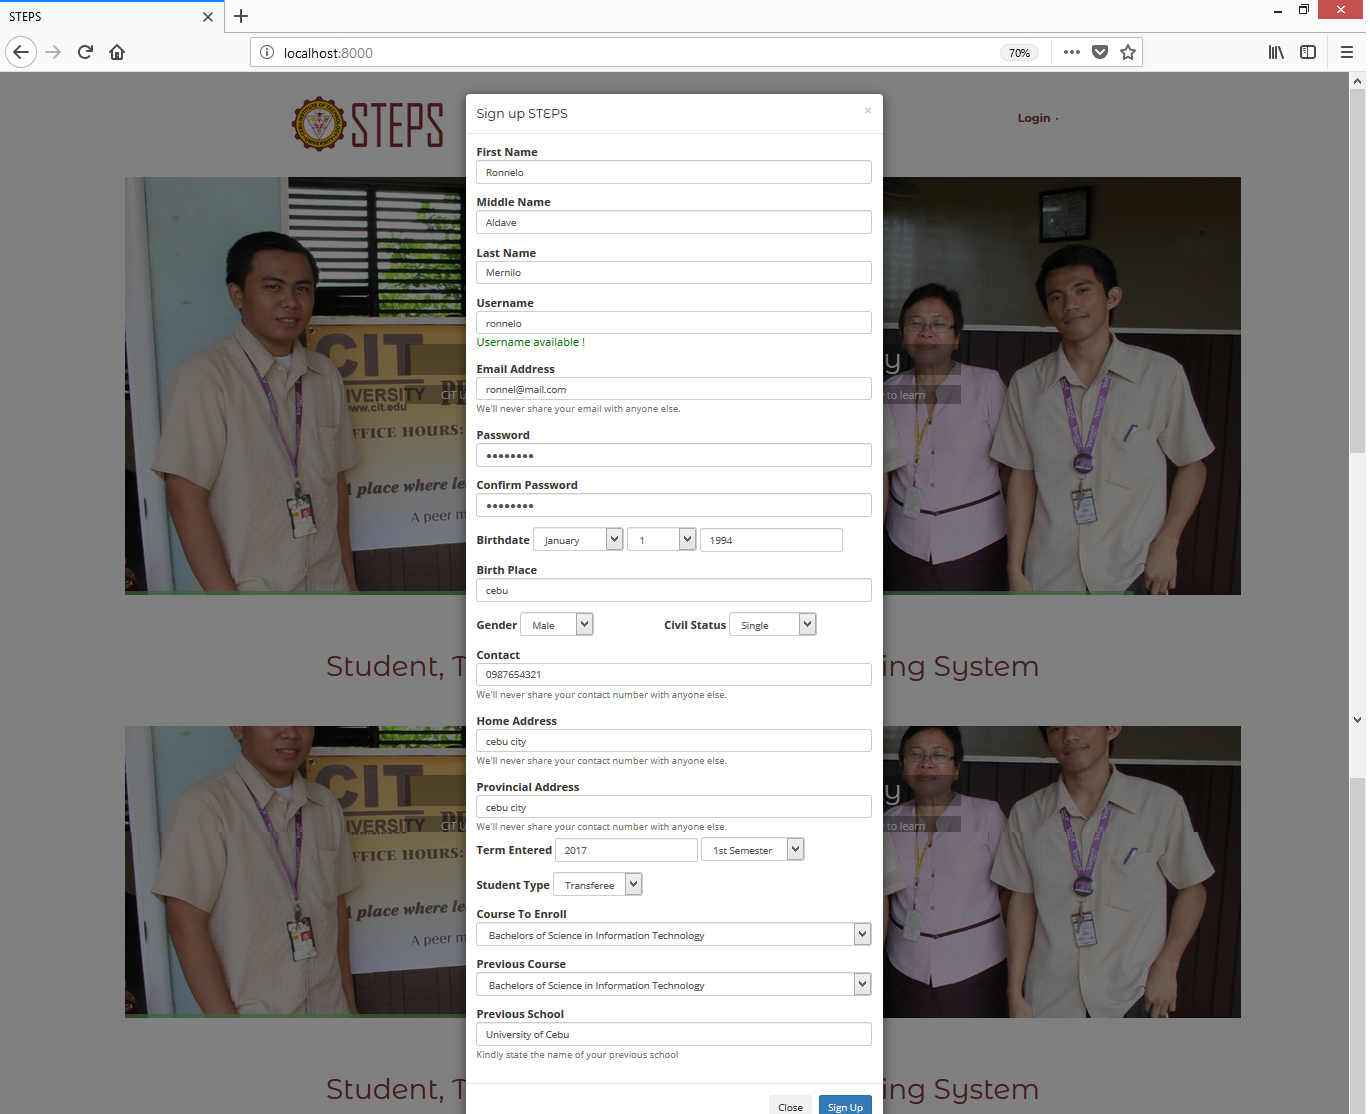 STEPS
localhost:8000
70%
STEPS
Login
Sign up STEPS
×
First Name
Ronnelo
Middle Name
Aldave
Last Name
Mernilo
Username
ronnelo
Username available !
Email Address
ronnel@mail.com
We'll never share your email with anyone else.
Password
••••••••
Confirm Password
••••••••
Birthdate January 1 1994
Birth Place
cebu
Gender Male Civil Status Single
Contact
0987654321
We'll never share your contact number with anyone else.
Home Address
cebu city
We'll never share your contact number with anyone else.
Provincial Address
cebu city
We'll never share your contact number with anyone else.
Term Entered 2017 1st Semester
Student Type Transferee
Course To Enroll
Bachelors of Science in Information Technology
Previous Course
Bachelors of Science in Information Technology
Previous School
University of Cebu
Kindly state the name of your previous school
Close Sign Up
CIT
VERSITY
www.cit.edu
FFICE HOURS:
A place where
A peer
CIT
y
to learn
Student, ing System
CIT
IVERSITY
FFICE HOURS:
A place where
A peer
CIT
y
to learn
Student, ing System